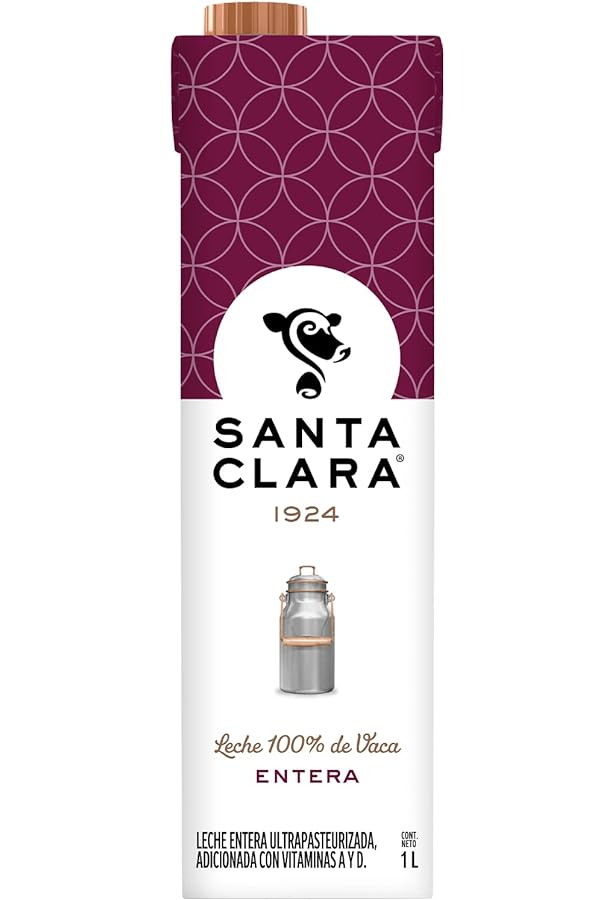 SANTA
CLARA®
1924
Leche 100% de Vaca
ENTERA
LECHE ENTERA ULTRAPASTEURIZADA,
ADICIONADA CON VITAMINAS A Y D.
CONT.
NETO
1 L